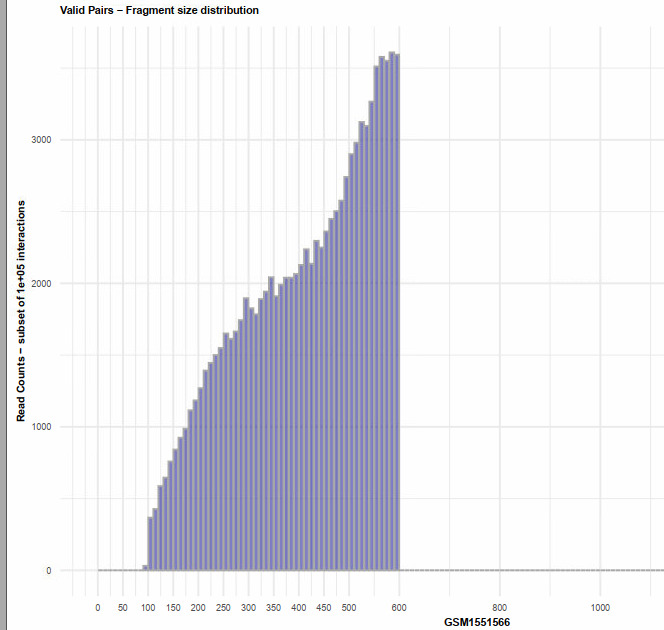 Valid Pairs – Fragment size distribution
Read Counts – subset of 1e+05 interactions
3000
2000
1000
0
0 50 100 150 200 250 300 350 400 450 500 600 800 1000
GSM1551566